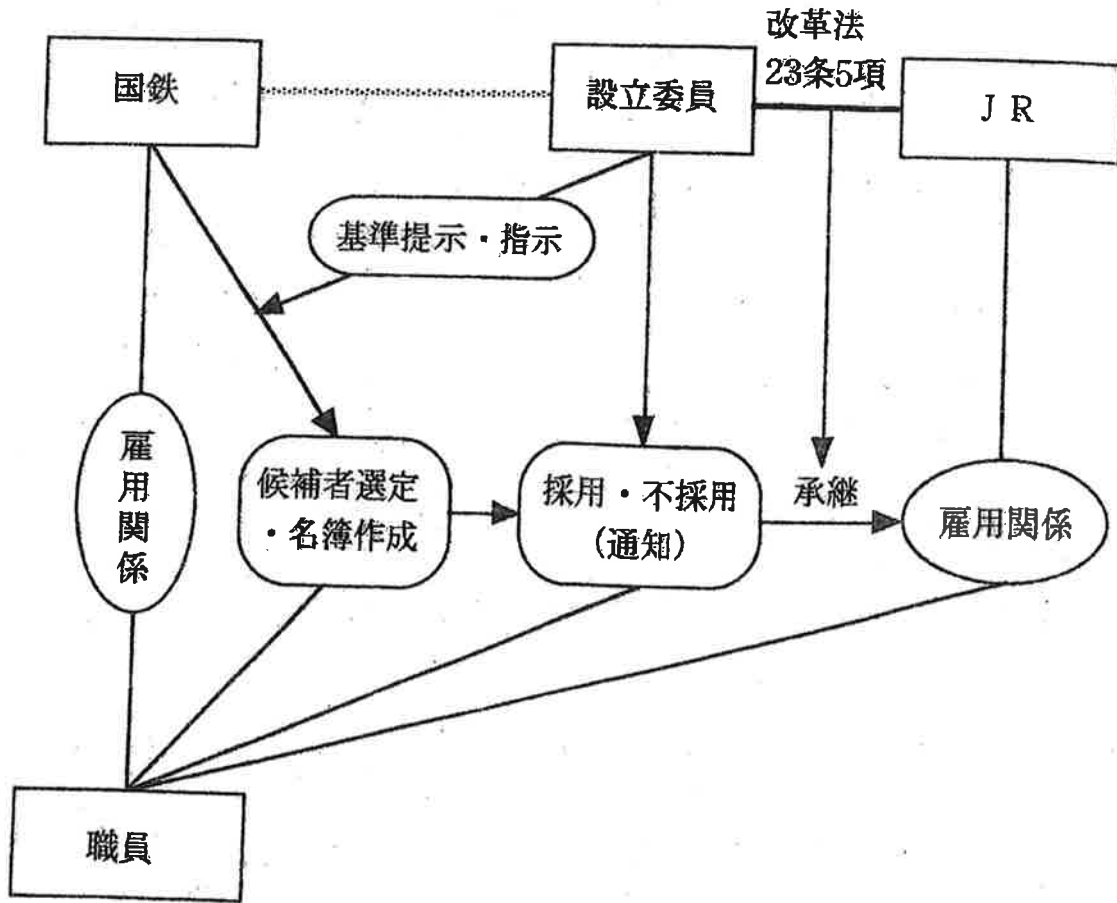 改革法
23条5項
国鉄
設立委員
ＪＲ
基準提示・指示
雇用関係
候補者選定
・名簿作成
採用・不採用
(通知)
承継
雇用関係
職員